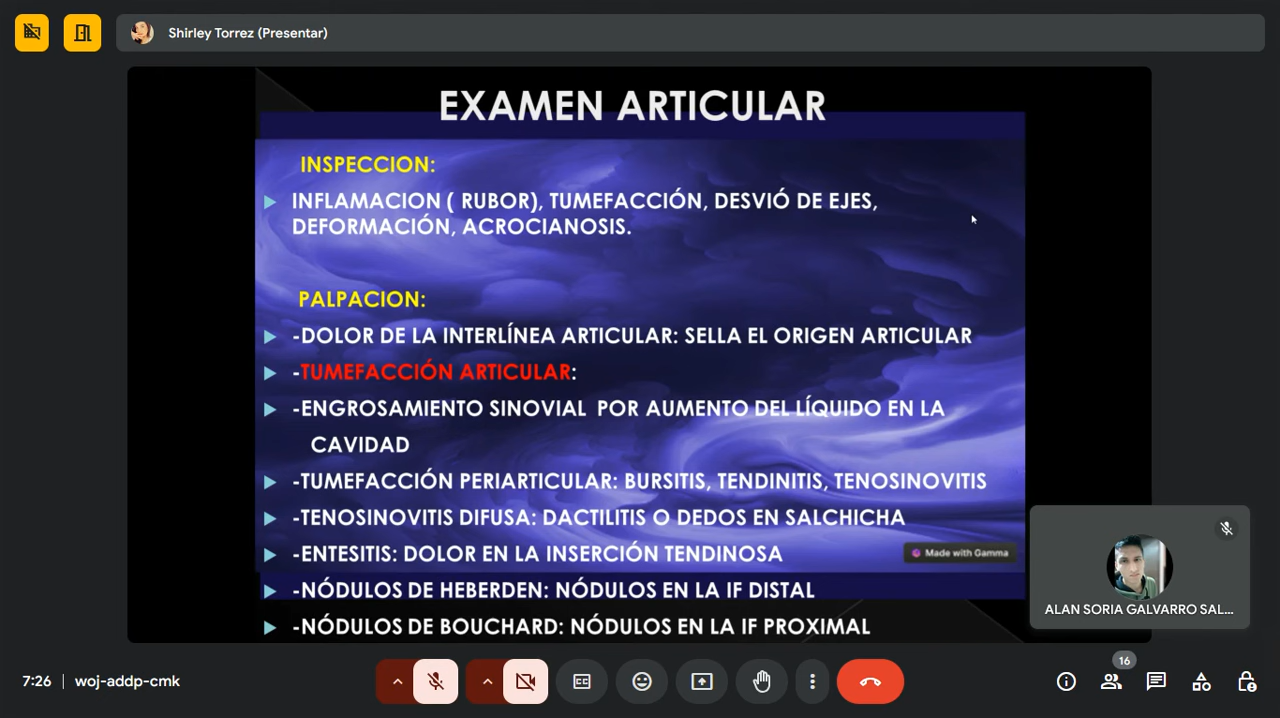 Shirley Torrez (Presentar)
EXAMEN ARTICULAR
INSPECCION:
INFLAMACION ( RUBOR), TUMEFACCIÓN, DESVIÓ DE EJES,
DEFORMACIÓN, ACROCIANOSIS.
PALPACION:
-DOLOR DE LA INTERLÍNEA ARTICULAR: SELLA EL ORIGEN ARTICULAR
-TUMEFACCIÓN ARTICULAR:
-ENGROSAMIENTO SINOVIAL POR AUMENTO DEL LÍQUIDO EN LA
CAVIDAD
-TUMEFACCIÓN PERIARTICULAR: BURSITIS, TENDINITIS, TENOSINOVITIS
-TENOSINOVITIS DIFUSA: DACTILITIS O DEDOS EN SALCHICHA
-ENTESITIS: DOLOR EN LA INSERCIÓN TENDINOSA
Made with Gamma
-NÓDULOS DE HEBERDEN: NÓDULOS EN LA IF DISTAL
-NÓDULOS DE BOUCHARD: NÓDULOS EN LA IF PROXIMAL
ALAN SORIA GALVARRO SAL...
7:26 | woj-addp-cmk
CC
16